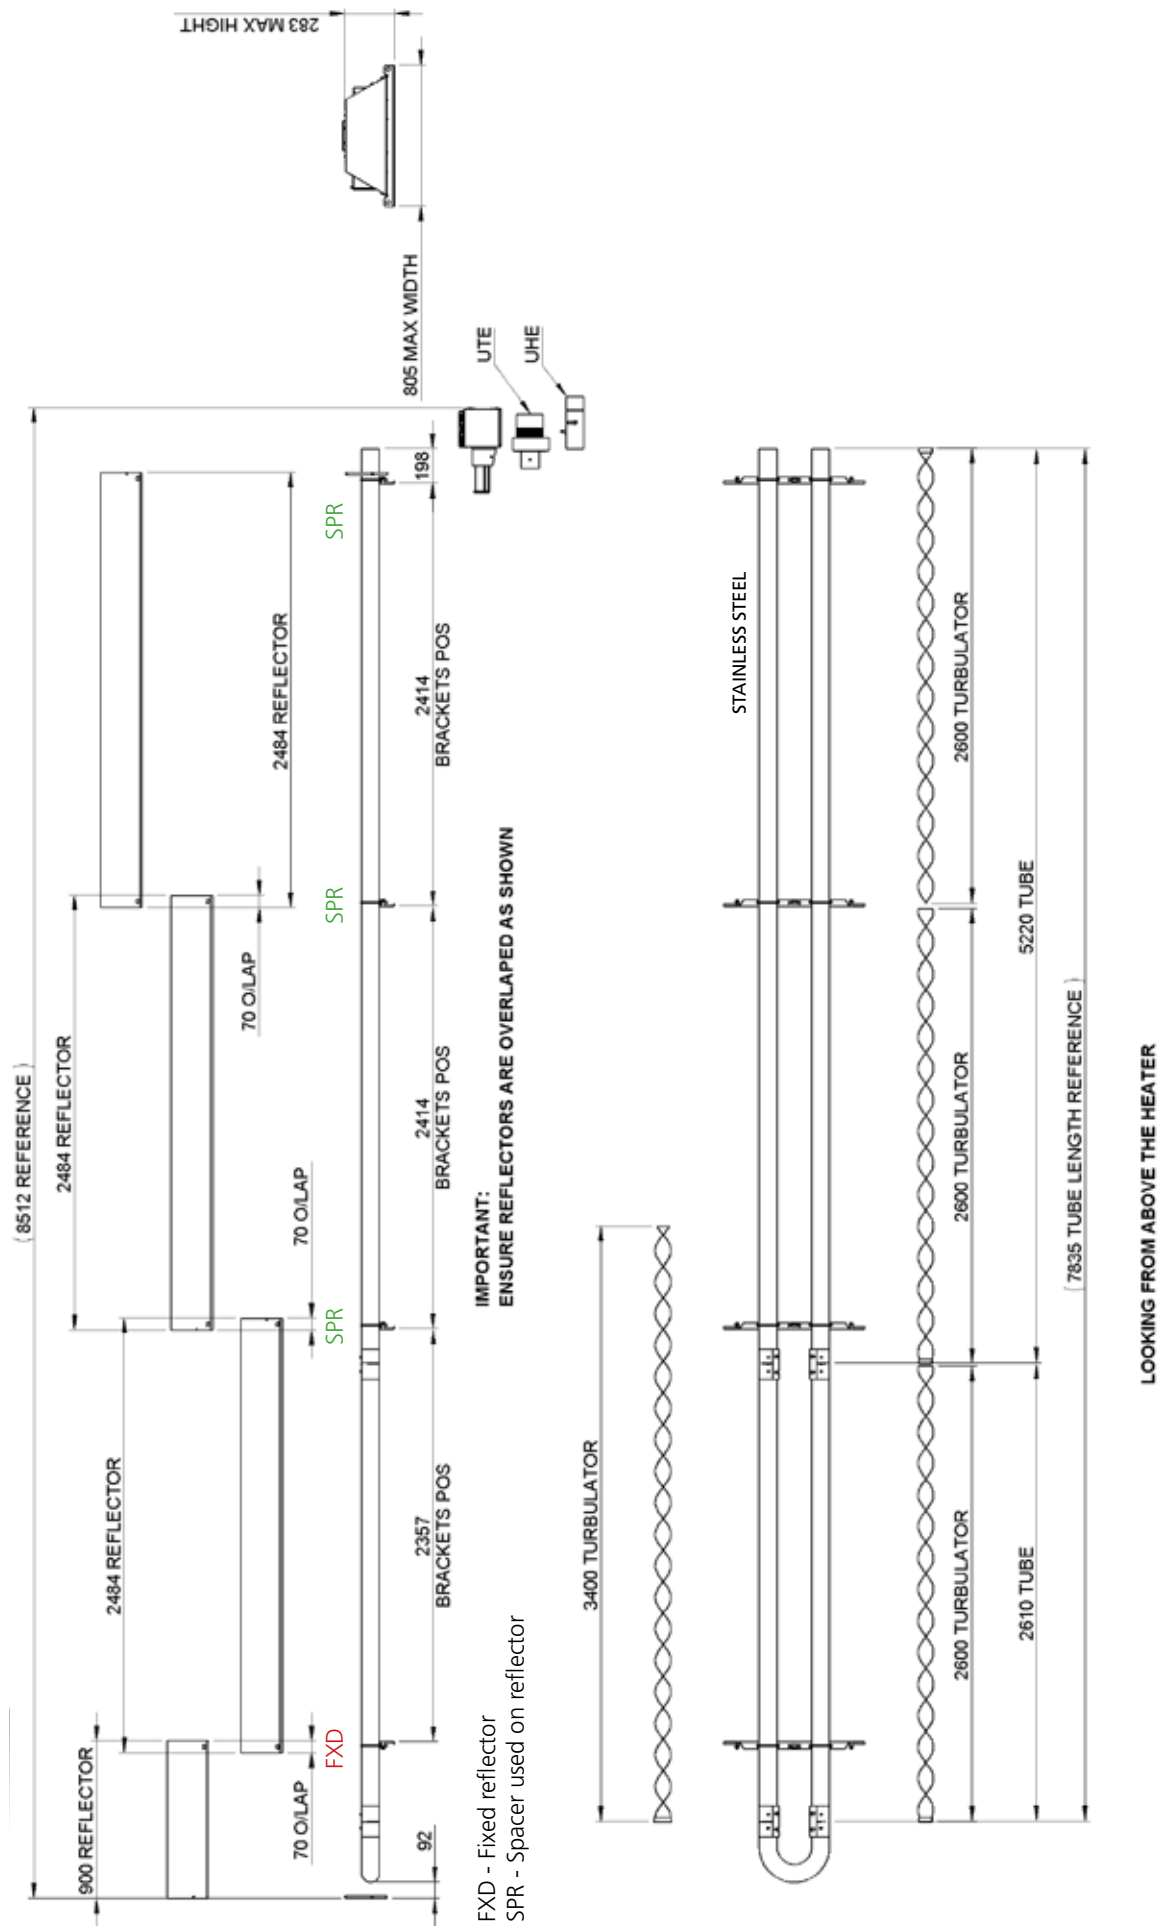 283 MAX HIGHT
805 MAX WIDTH
( 8512 REFERENCE )
900 REFLECTOR
2484 REFLECTOR
2484 REFLECTOR
2484 REFLECTOR
70 O/LAP
70 O/LAP
70 O/LAP
FXD
SPR
SPR
SPR
92
2357
BRACKETS POS
2414
BRACKETS POS
2414
BRACKETS POS
198
UTE
UHE
FXD - Fixed reflector
SPR - Spacer used on reflector
IMPORTANT:
ENSURE REFLECTORS ARE OVERLAPED AS SHOWN
3400 TURBULATOR
STAINLESS STEEL
2600 TURBULATOR
2600 TURBULATOR
2600 TURBULATOR
2610 TUBE
5220 TUBE
( 7835 TUBE LENGTH REFERENCE )
LOOKING FROM ABOVE THE HEATER